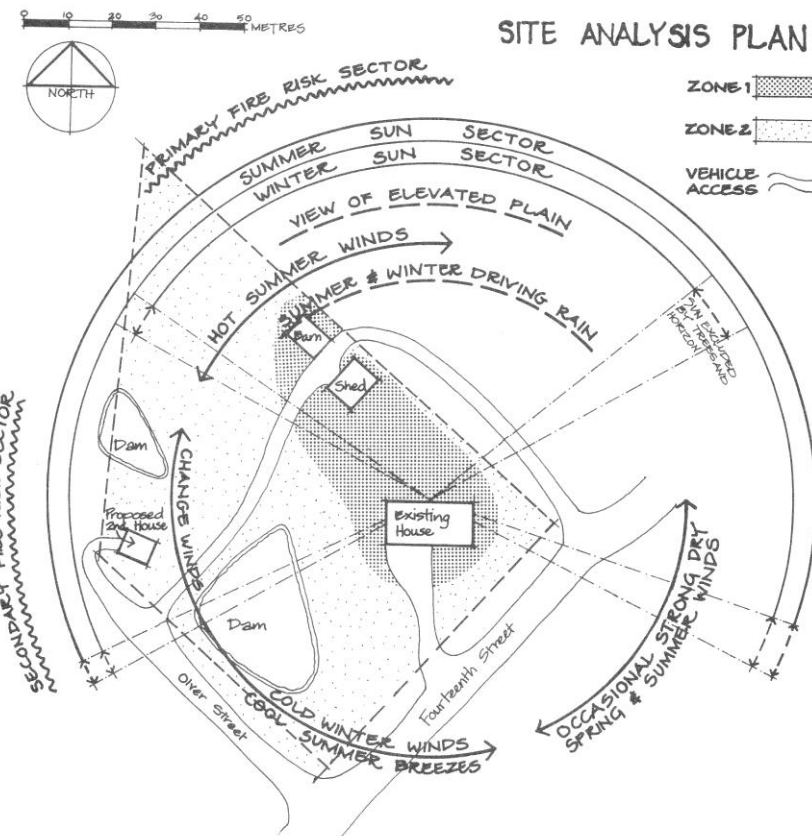 0 10 20 30 40 50 METRES
SITE ANALYSIS PLAN
NORTH
ZONE 1
ZONE 2
VEHICLE
ACCESS
PRIMARY FIRE RISK SECTOR
SUMMER SUN SECTOR
WINTER SUN SECTOR
VIEW OF ELEVATED PLAIN
HOT SUMMER WINDS
SUMMER & WINTER DRIVING RAIN
SUN EXCLUDED
BY TREES AND
HORIZON
Barn
Shed
Dam
CHANGE WINDS
Proposed
2nd House
Existing
House
Dam
SECONDARY FIRE RISK SECTOR
Olver Street
Fourteenth Street
COLD WINTER WINDS
COOL SUMMER BREEZES
OCCASIONAL STRONG DRY
SPRING & SUMMER WINDS